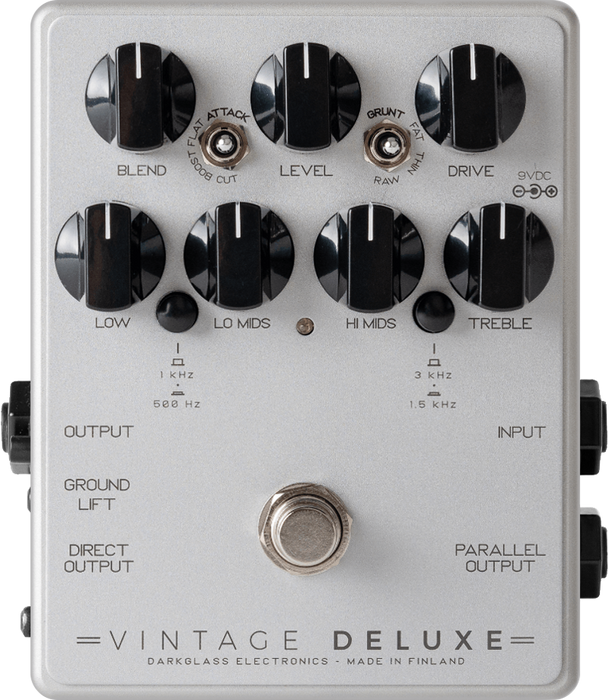 ATTACK
FLAT
BOOST
CUT
GRUNT
FAT
THIN
RAW
BLEND
LEVEL
DRIVE
9VDC
LOW
LO MIDS
HI MIDS
TREBLE
1 KHZ
500 HZ
3 KHZ
1.5 KHZ
OUTPUT
INPUT
GROUND
LIFT
DIRECT
OUTPUT
PARALLEL
OUTPUT
VINTAGE DELUXE
DARKGLASS ELECTRONICS - MADE IN FINLAND